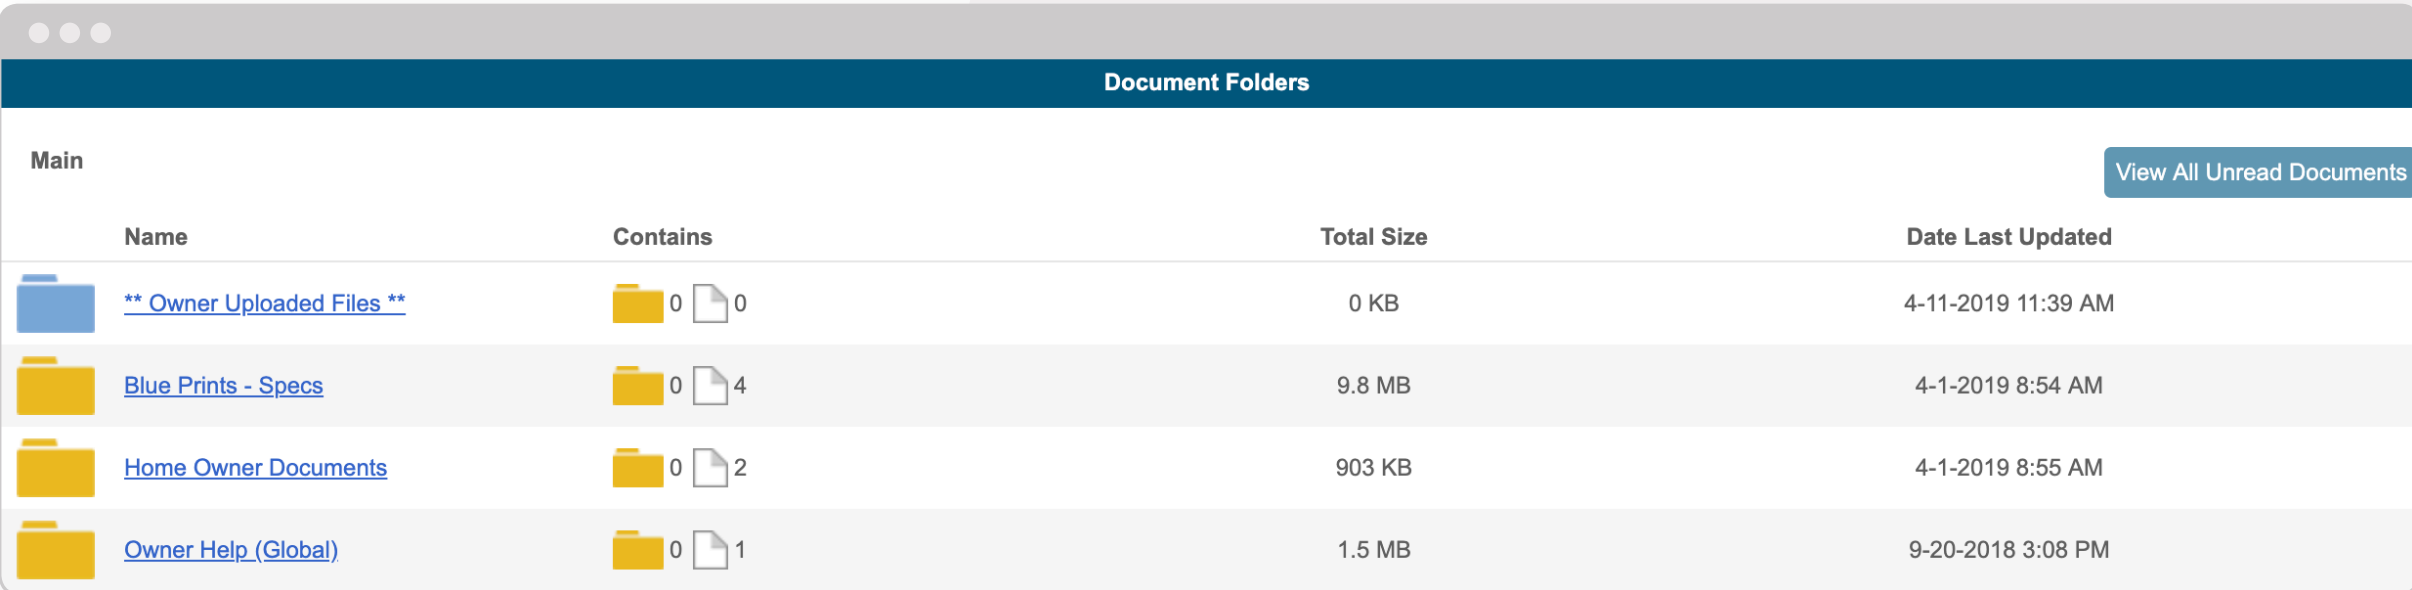 Document Folders
Main
View All Unread Documents
Name Contains Total Size Date Last Updated
** Owner Uploaded Files ** 0 0 0 KB 4-11-2019 11:39 AM
Blue Prints - Specs 0 4 9.8 MB 4-1-2019 8:54 AM
Home Owner Documents 0 2 903 KB 4-1-2019 8:55 AM
Owner Help (Global) 0 1 1.5 MB 9-20-2018 3:08 PM